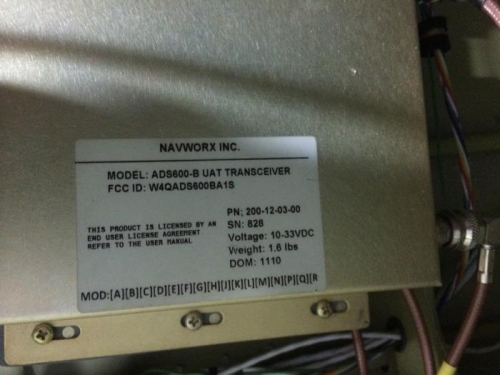 NAVWORX INC.
MODEL: ADS600-B UAT TRANSCEIVER
FCC ID: W4QADS600BA1S
THIS PRODUCT IS LICENSED BY AN
END USER LICENSE AGREEMENT
REFER TO THE USER MANUAL
PN: 200-12-03-00
SN: 828
Voltage: 10-33VDC
Weight: 1.6 lbs
DOM: 1110
MOD:[A][B][C][D][E][F][G][H][J][K][L][M][N][P][Q][R